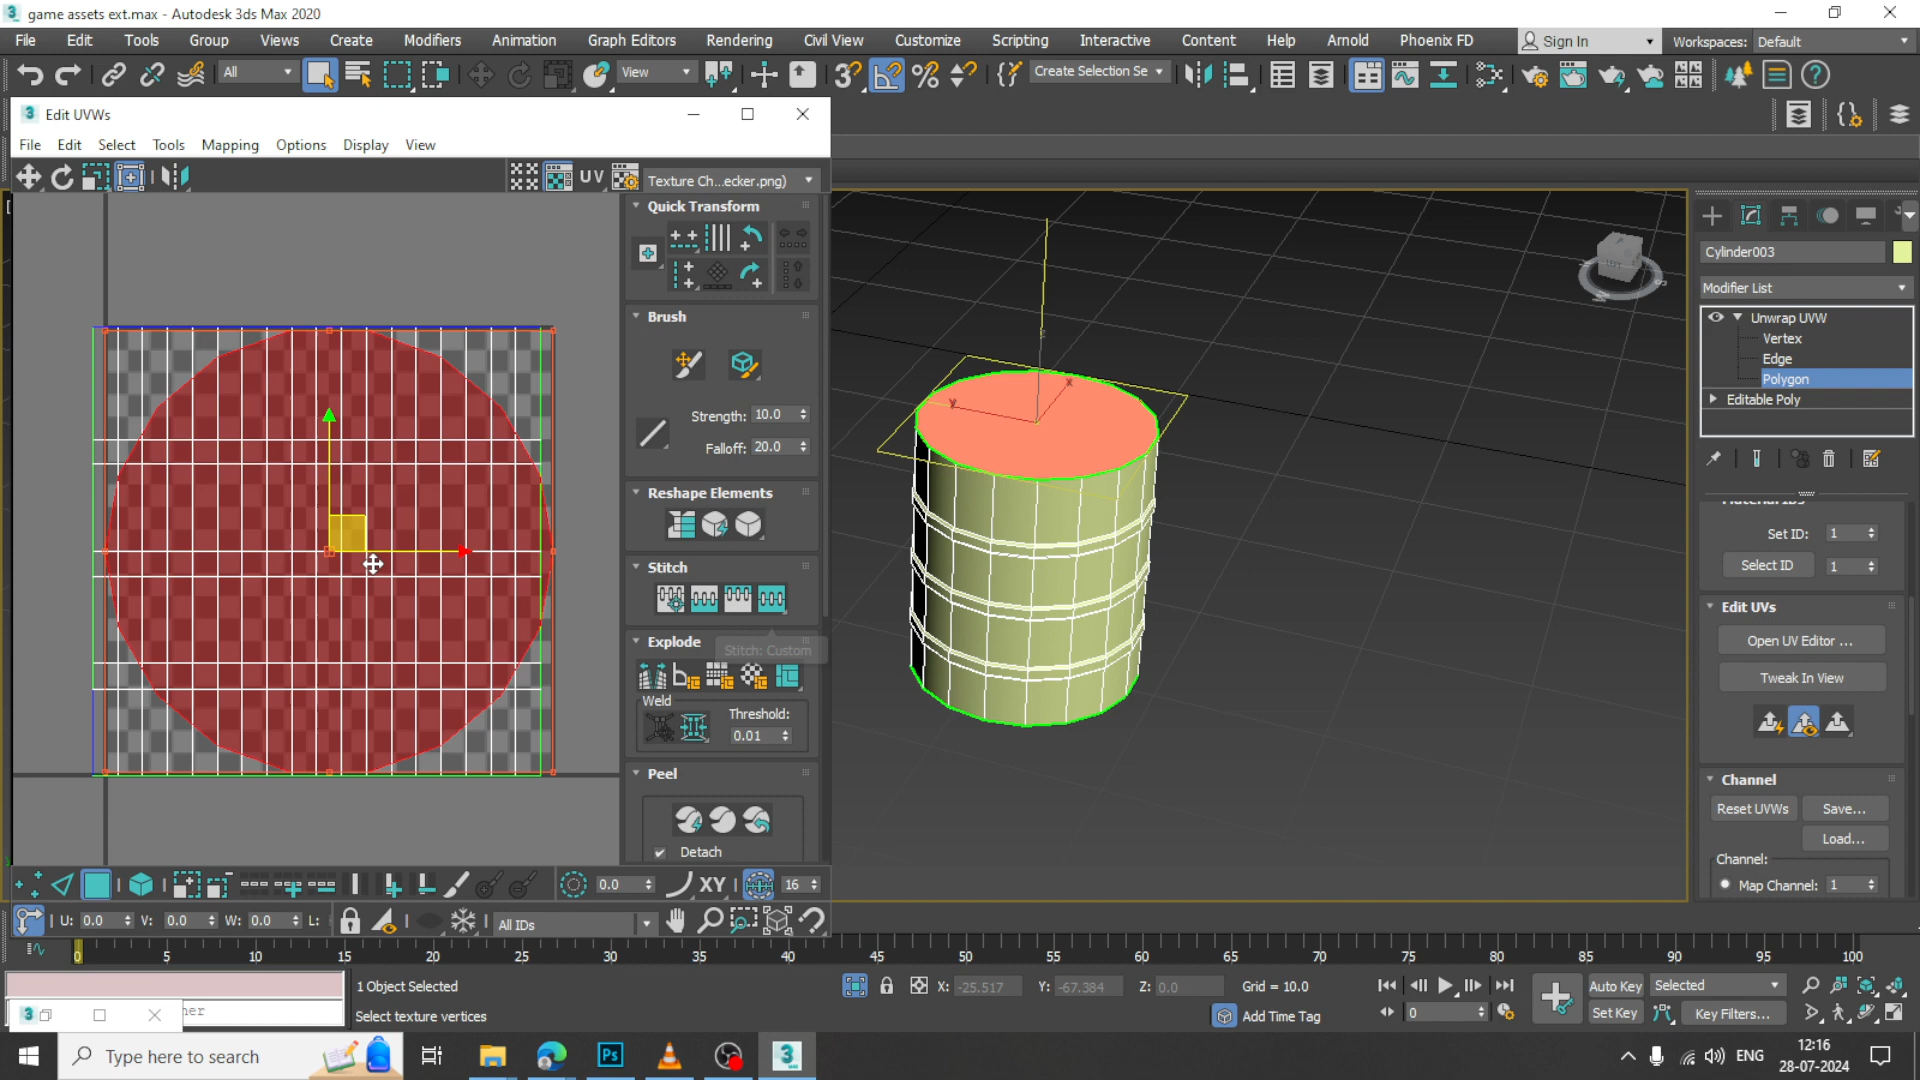 game assets ext.max - Autodesk 3ds Max 2020
File Edit Tools Group Views Create Modifiers Animation Graph Editors Rendering Civil View Customize Scripting Interactive Content Help Arnold Phoenix FD
Sign In
Workspaces: Default
All
View
Create Selection Se
Edit UVWs
File Edit Select Tools Mapping Options Display View
UV
Texture Ch...ecker.png)
Quick Transform
Brush
Strength: 10.0
Falloff: 20.0
Reshape Elements
Stitch
Explode
Stitch: Custom
Weld
Threshold:
0.01
Peel
Detach
0.0
XY
16
U: 0.0 V: 0.0 W: 0.0 L:
All IDs
x
y
Cylinder003
Modifier List
Unwrap UVW
Vertex
Edge
Polygon
Editable Poly
Material IDs
Set ID: 1
Select ID 1
Edit UVs
Open UV Editor ...
Tweak In View
Channel
Reset UVWs Save...
Load...
Channel:
Map Channel: 1
0 5 10 15 20 25 30 35 40 45 50 55 60 65 70 75 80 85 90 95 100
1 Object Selected
Select texture vertices
X: -25.517 Y: -67.384 Z: 0.0 Grid = 10.0
Add Time Tag
0
Auto Key Selected
Set Key Key Filters...
Type here to search
Ps
3
ENG
12:16
28-07-2024